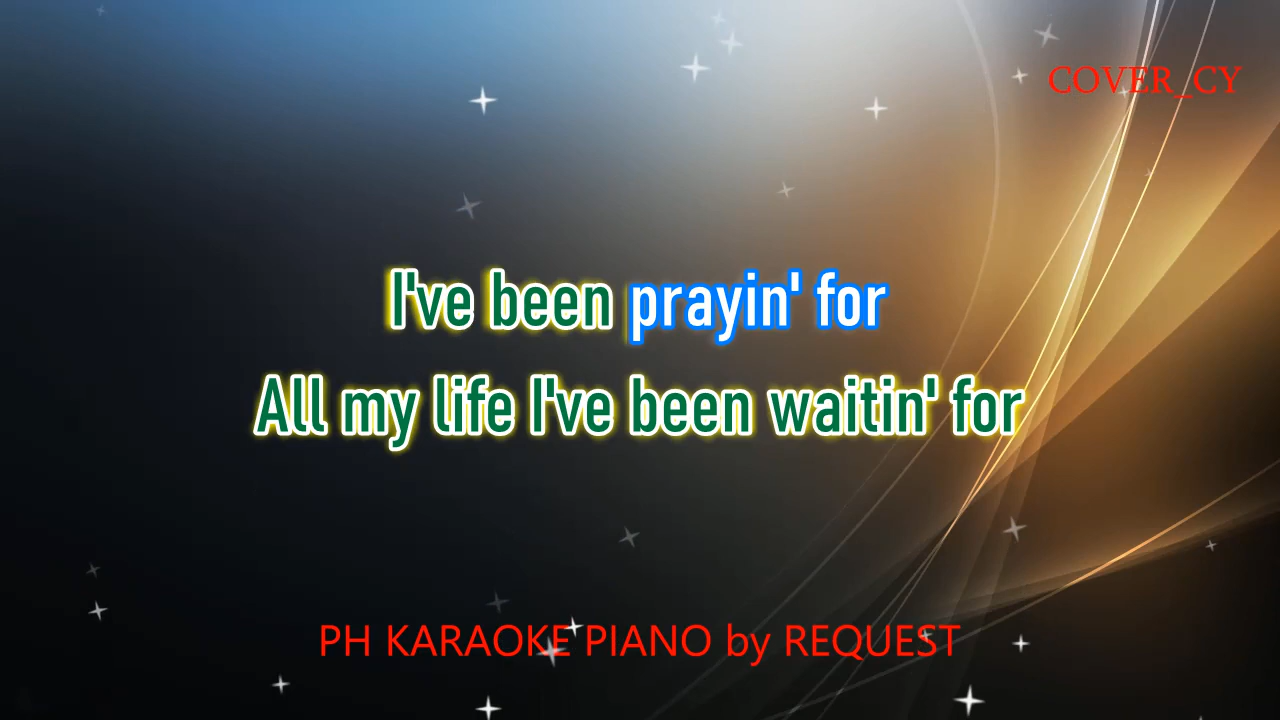 COVER_CY
I've been prayin' for
All my life I've been waitin' for
PH KARAOKE PIANO by REQUEST